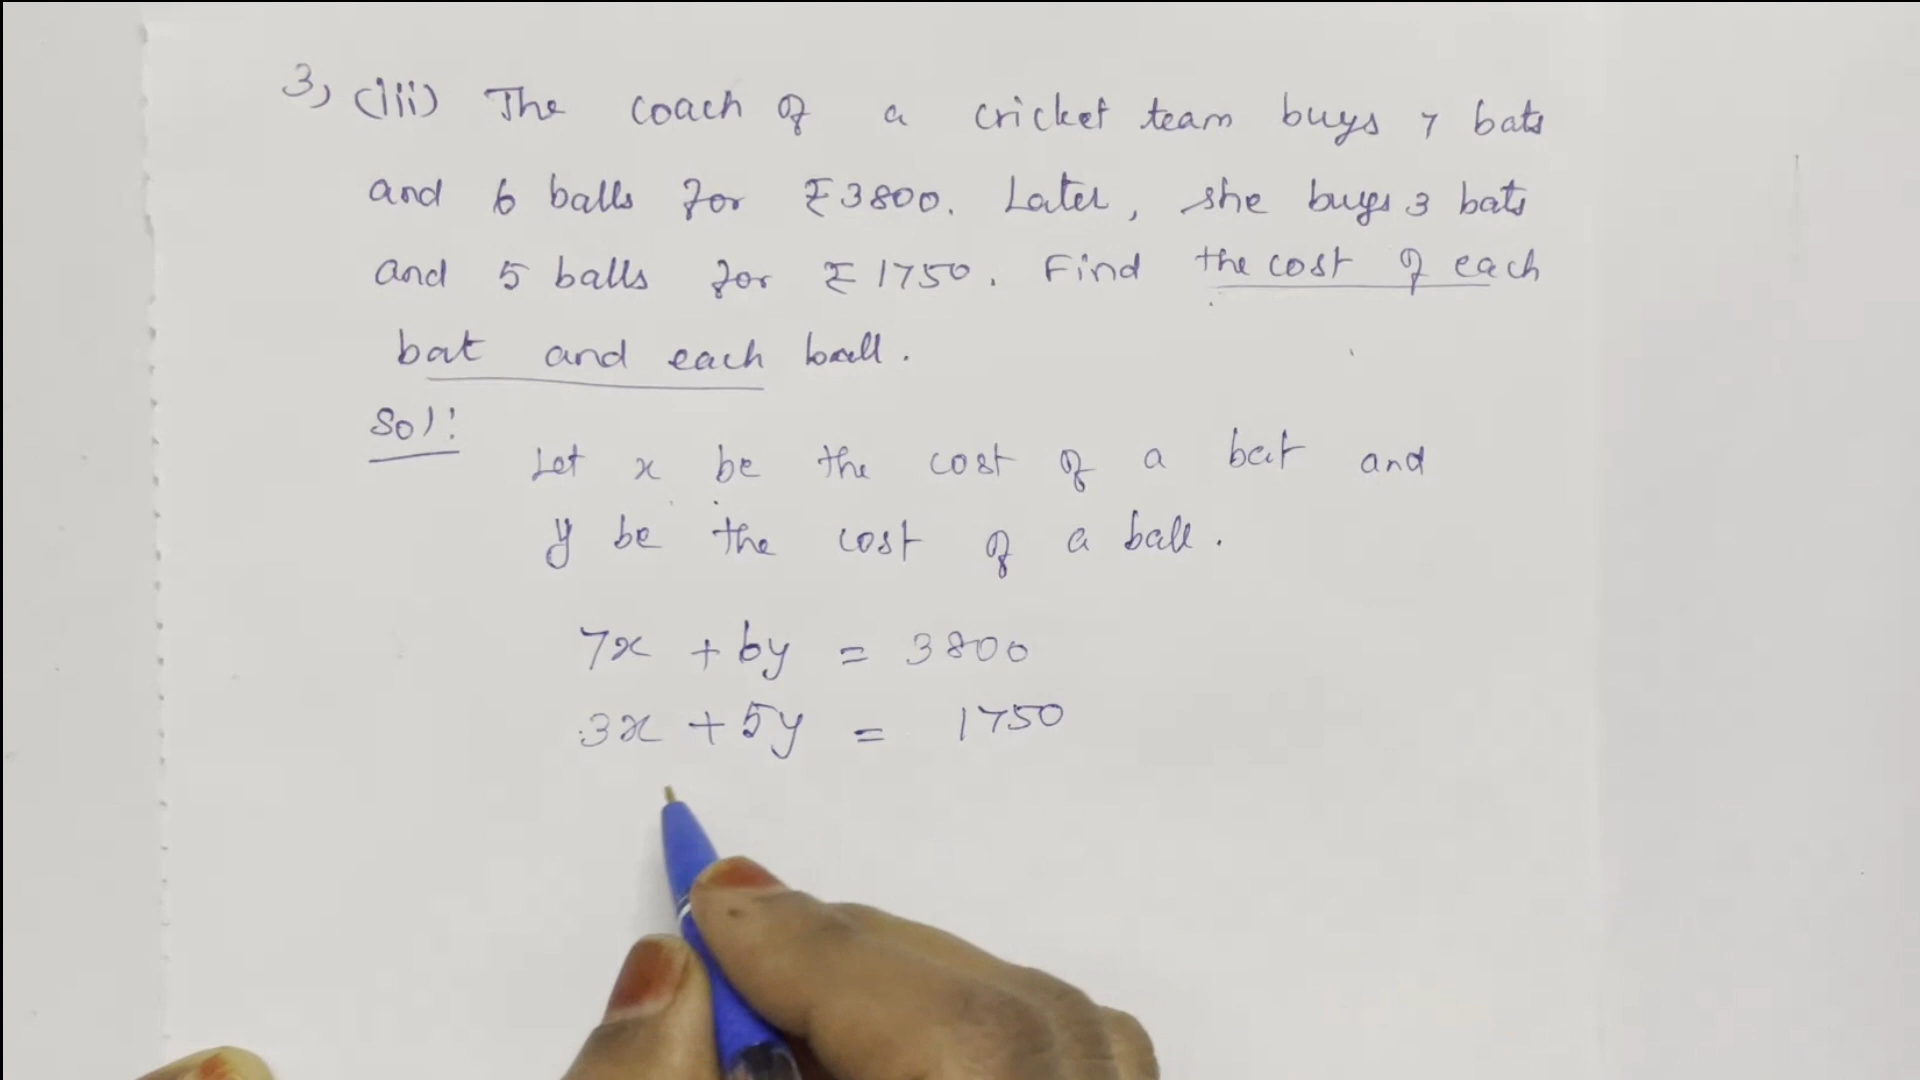 3, (iii) The coach of a cricket team buys 7 bats
and 6 balls for ₹3800. Later, she buys 3 bats
and 5 balls for ₹1750. Find the cost of each
bat and each ball.
Sol:
Let x be the cost of a bat and
y be the cost of a ball.
7x + 6y = 3800
3x + 5y = 1750